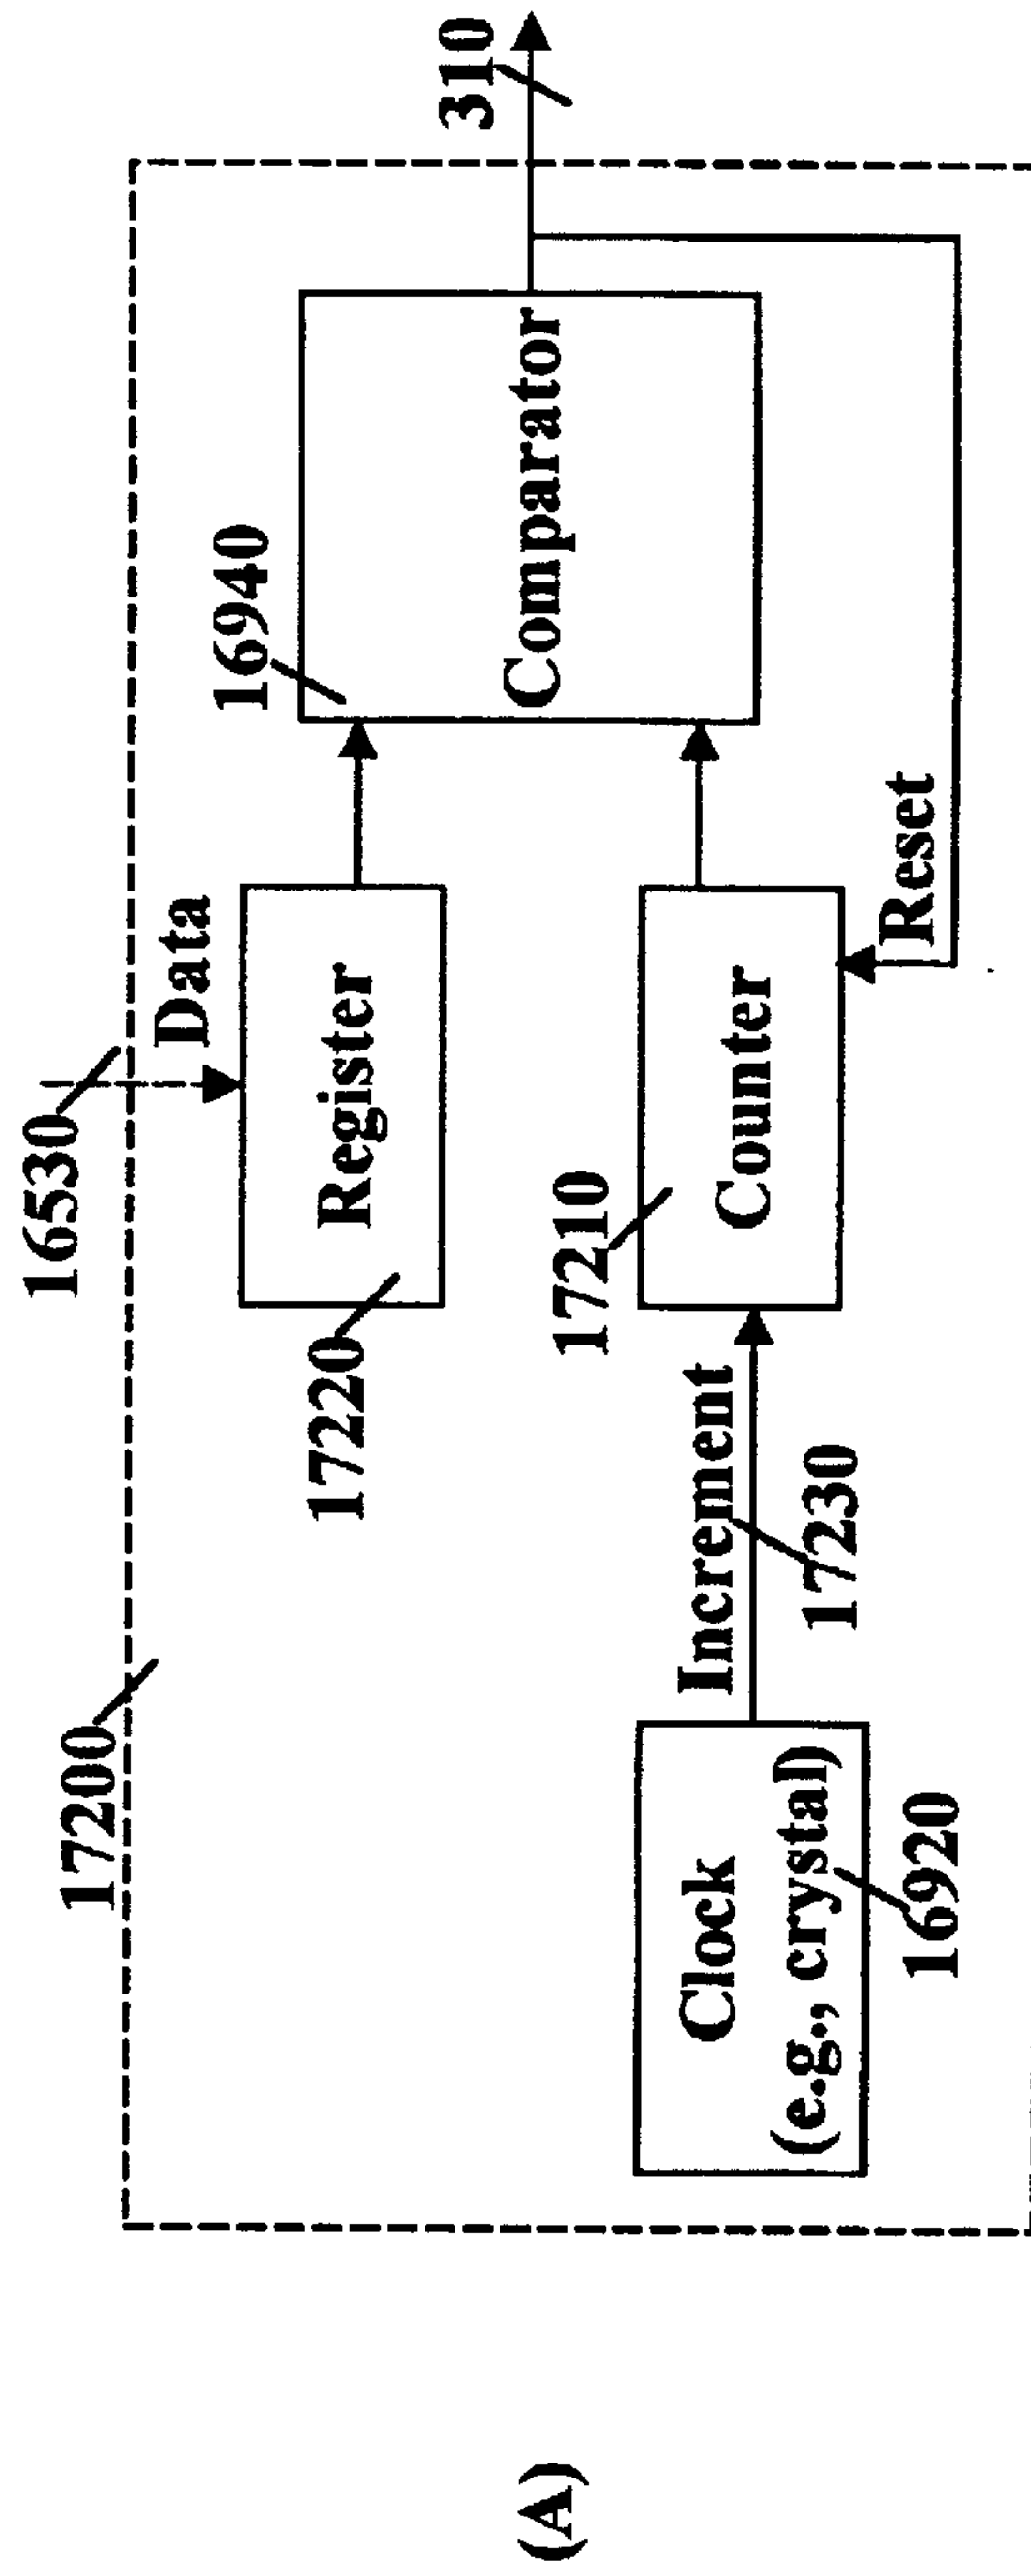 (A)
17200
16530
Data
17220
Register
16940
Comparator
310
17210
Counter
Reset
Increment
17230
Clock
(e.g., crystal)
16920